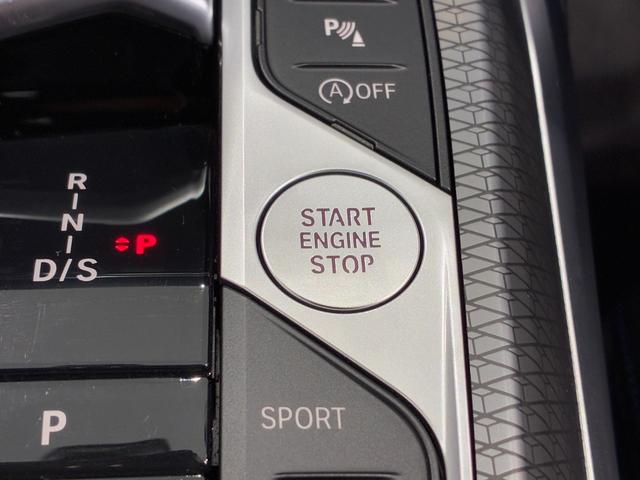 P
A OFF
R
N
D/S
P
START
ENGINE
STOP
P
SPORT